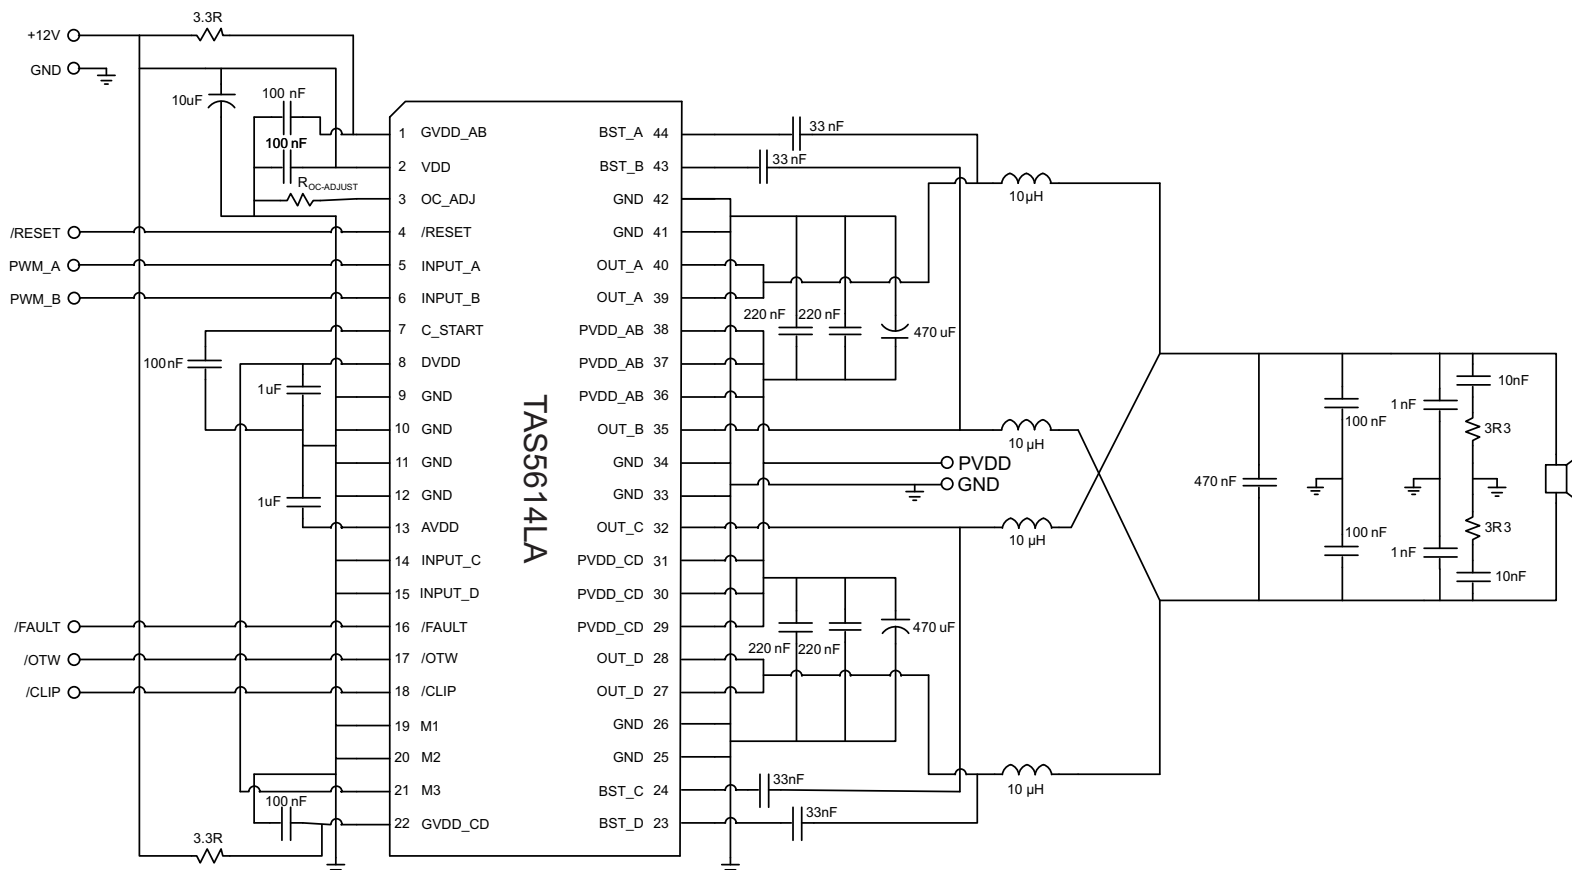 3.3R
+12V
GND
10uF
100 nF
100 nF
R_OC-ADJUST
/RESET
PWM_A
PWM_B
100 nF
1uF
1uF
/FAULT
/OTW
/CLIP
100 nF
3.3R
1 GVDD_AB
2 VDD
3 OC_ADJ
4 /RESET
5 INPUT_A
6 INPUT_B
7 C_START
8 DVDD
9 GND
10 GND
11 GND
12 GND
13 AVDD
14 INPUT_C
15 INPUT_D
16 /FAULT
17 /OTW
18 /CLIP
19 M1
20 M2
21 M3
22 GVDD_CD
TAS5614LA
BST_A 44
BST_B 43
GND 42
GND 41
OUT_A 40
OUT_A 39
PVDD_AB 38
PVDD_AB 37
PVDD_AB 36
OUT_B 35
GND 34
GND 33
OUT_C 32
PVDD_CD 31
PVDD_CD 30
PVDD_CD 29
OUT_D 28
OUT_D 27
GND 26
GND 25
BST_C 24
BST_D 23
33 nF
33 nF
10 µH
220 nF
220 nF
470 uF
10 µH
PVDD
GND
10 µH
220 nF
220 nF
470 uF
33nF
33nF
10 µH
470 nF
100 nF
100 nF
1 nF
1 nF
10nF
3R3
3R3
10nF